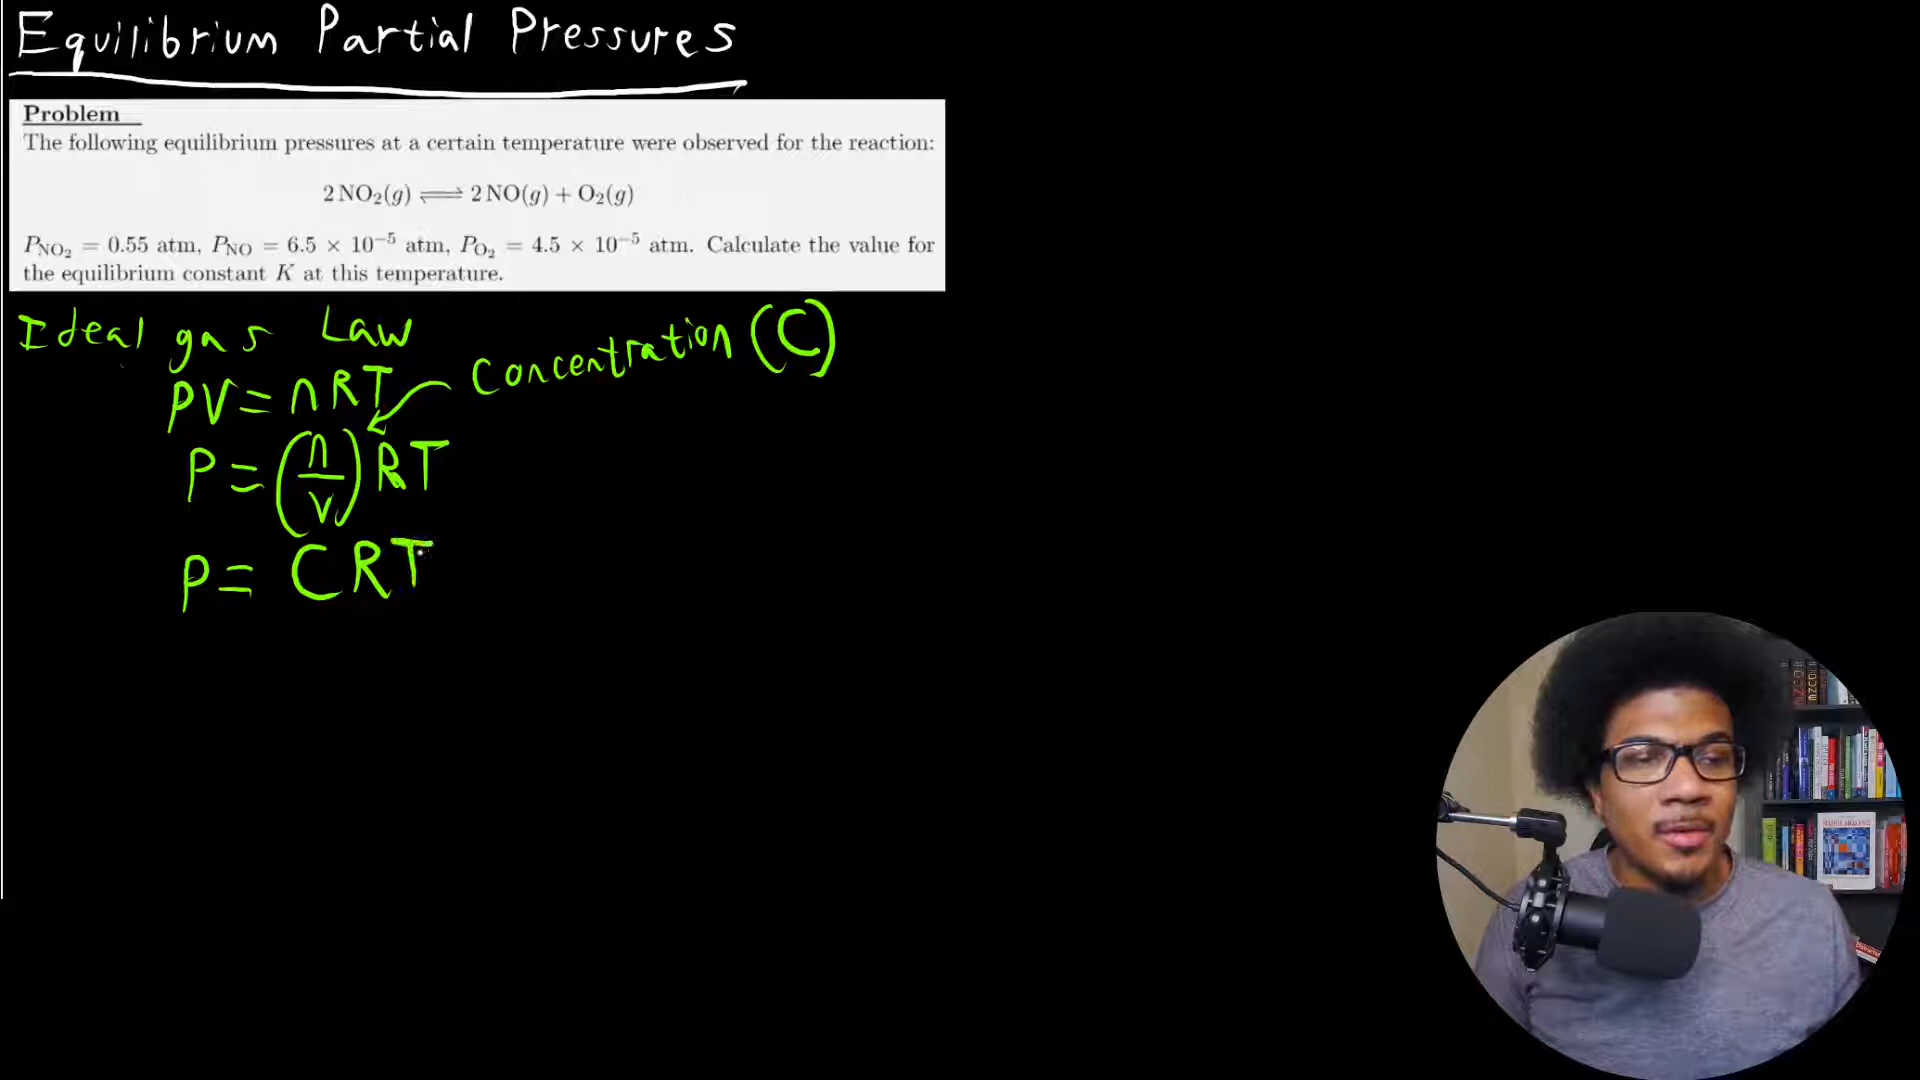 Equilibrium Partial Pressures
Problem
The following equilibrium pressures at a certain temperature were observed for the reaction:
2 NO₂(g) ⇌ 2 NO(g) + O₂(g)
P_NO₂ = 0.55 atm, P_NO = 6.5 × 10⁻⁵ atm, P_O₂ = 4.5 × 10⁻⁵ atm. Calculate the value for
the equilibrium constant K at this temperature.
Ideal gas Law
Concentration (C)
PV = nRT
P = (n/V) RT
P = CRT